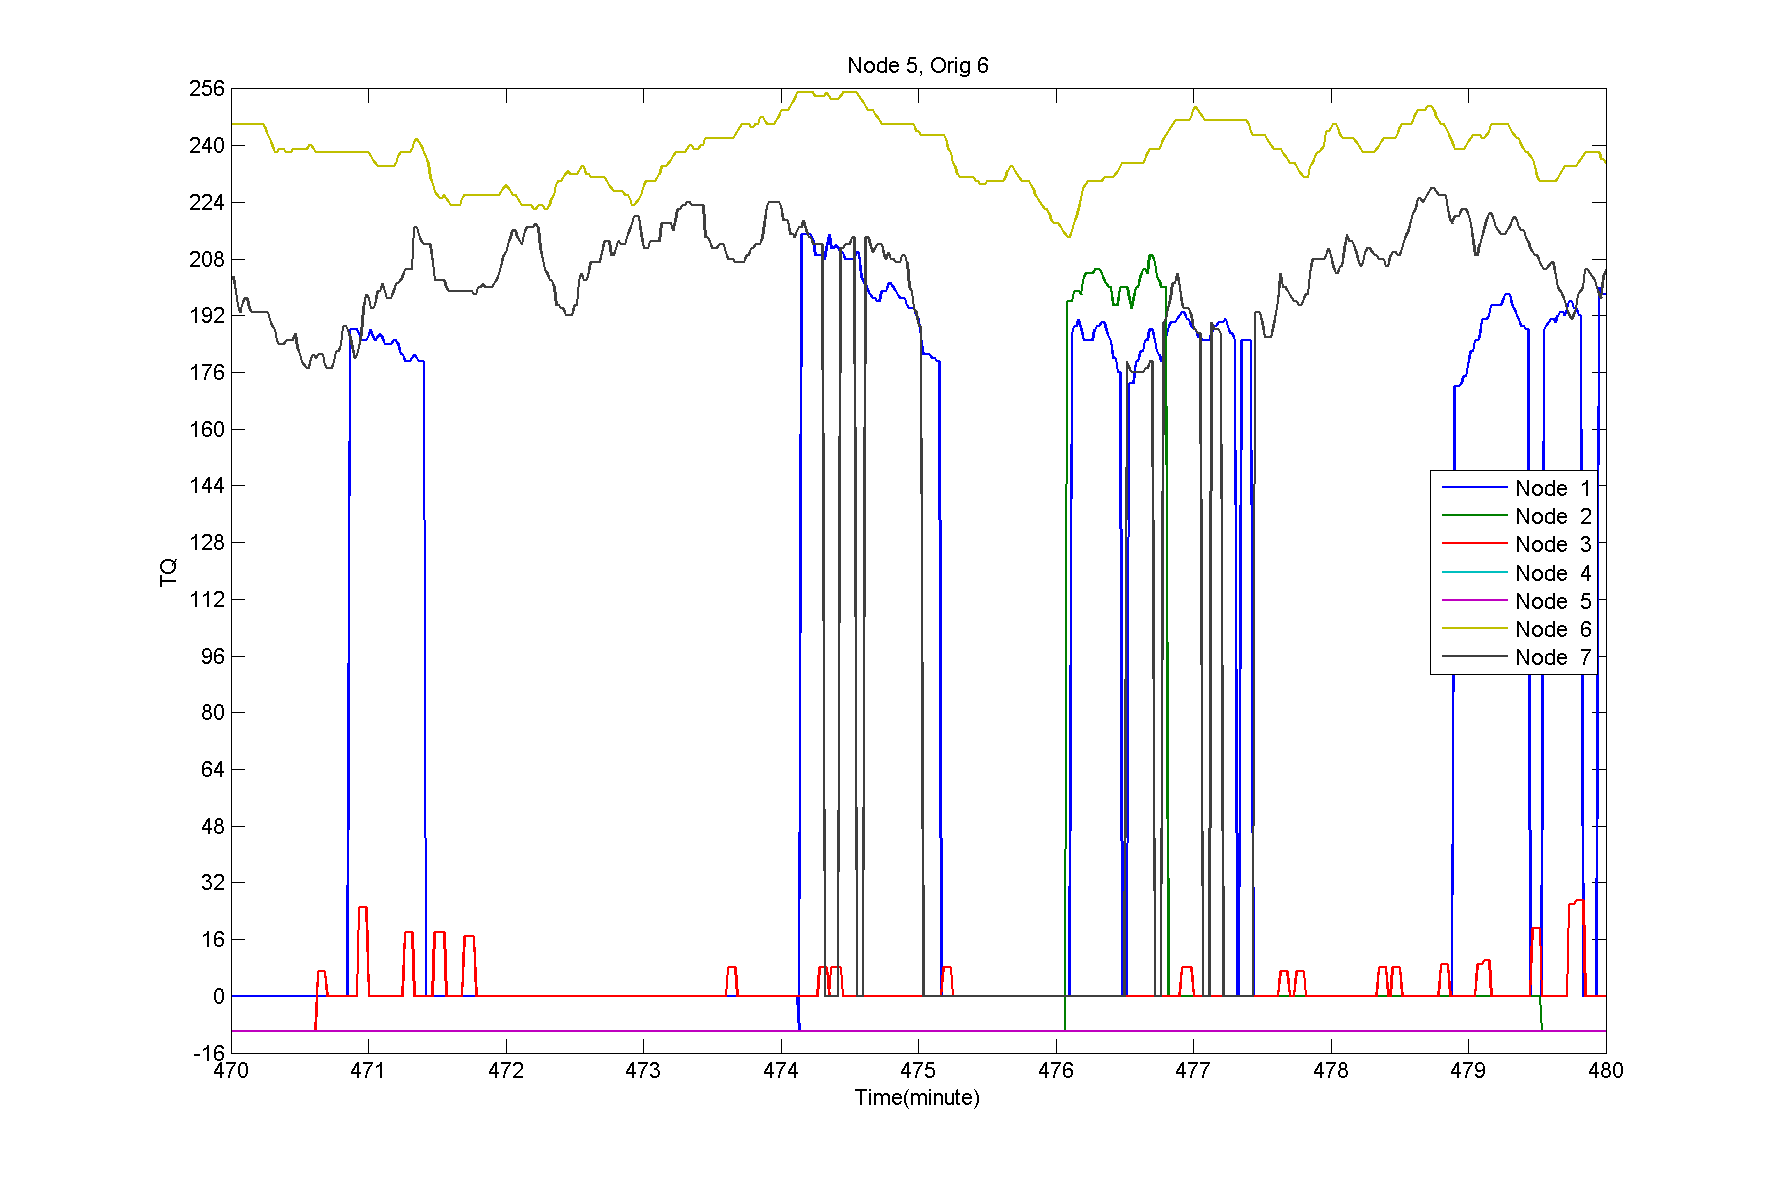 Node 5, Orig 6
256
240
224
208
192
176
160
144
128
112
96
80
64
48
32
16
0
-16
TQ
470 471 472 473 474 475 476 477 478 479 480
Time(minute)
Node 1
Node 2
Node 3
Node 4
Node 5
Node 6
Node 7